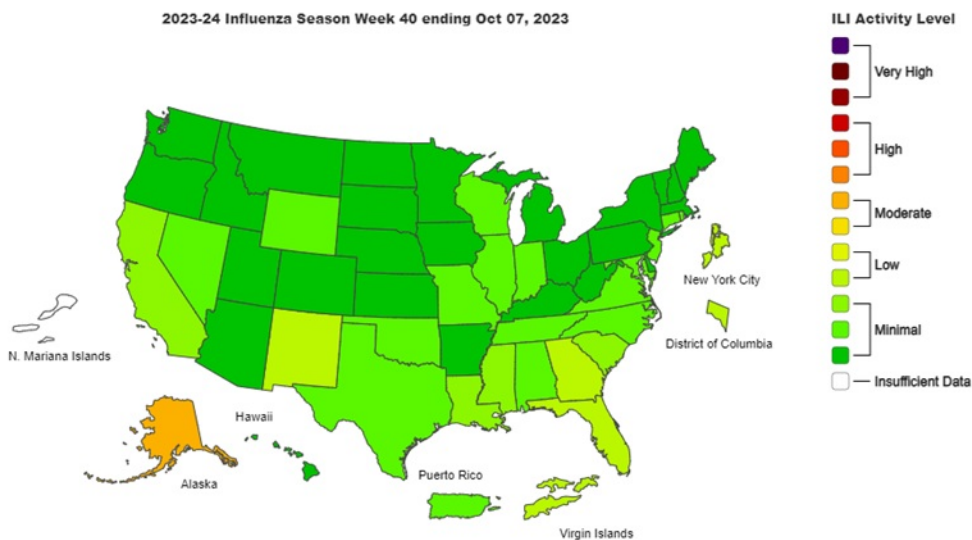 2023-24 Influenza Season Week 40 ending Oct 07, 2023
ILI Activity Level
Very High
High
Moderate
Low
Minimal
Insufficient Data
New York City
District of Columbia
N. Mariana Islands
Hawaii
Alaska
Puerto Rico
Virgin Islands